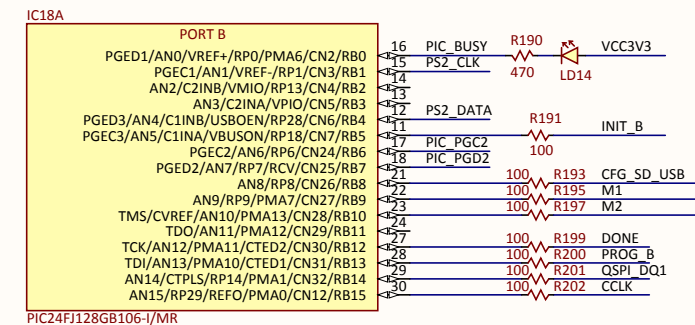 IC18A
PORT B
PGED1/AN0/VREF+/RP0/PMA6/CN2/RB0 16 PIC_BUSY R190 470 LD14 VCC3V3
PGEC1/AN1/VREF-/RP1/CN3/RB1 15 PS2_CLK
AN2/C2INB/VMIO/RP13/CN4/RB2 14
AN3/C2INA/VPIO/CN5/RB3 13
PGED3/AN4/C1INB/USBOEN/RP28/CN6/RB4 12 PS2_DATA
PGEC3/AN5/C1INA/VBUSON/RP18/CN7/RB5 11 R191 100 INIT_B
PGEC2/AN6/RP6/CN24/RB6 17 PIC_PGC2
PGED2/AN7/RP7/RCV/CN25/RB7 18 PIC_PGD2
AN8/RP8/CN26/RB8 21 100 R193 CFG_SD_USB
AN9/RP9/PMA7/CN27/RB9 22 100 R195 M1
TMS/CVREF/AN10/PMA13/CN28/RB10 23 100 R197 M2
TDO/AN11/PMA12/CN29/RB11 24
TCK/AN12/PMA11/CTED2/CN30/RB12 27 100 R199 DONE
TDI/AN13/PMA10/CTED1/CN31/RB13 28 100 R200 PROG_B
AN14/CTPLS/RP14/PMA1/CN32/RB14 29 100 R201 QSPI_DQ1
AN15/RP29/REFO/PMA0/CN12/RB15 30 100 R202 CCLK
PIC24FJ128GB106-I/MR